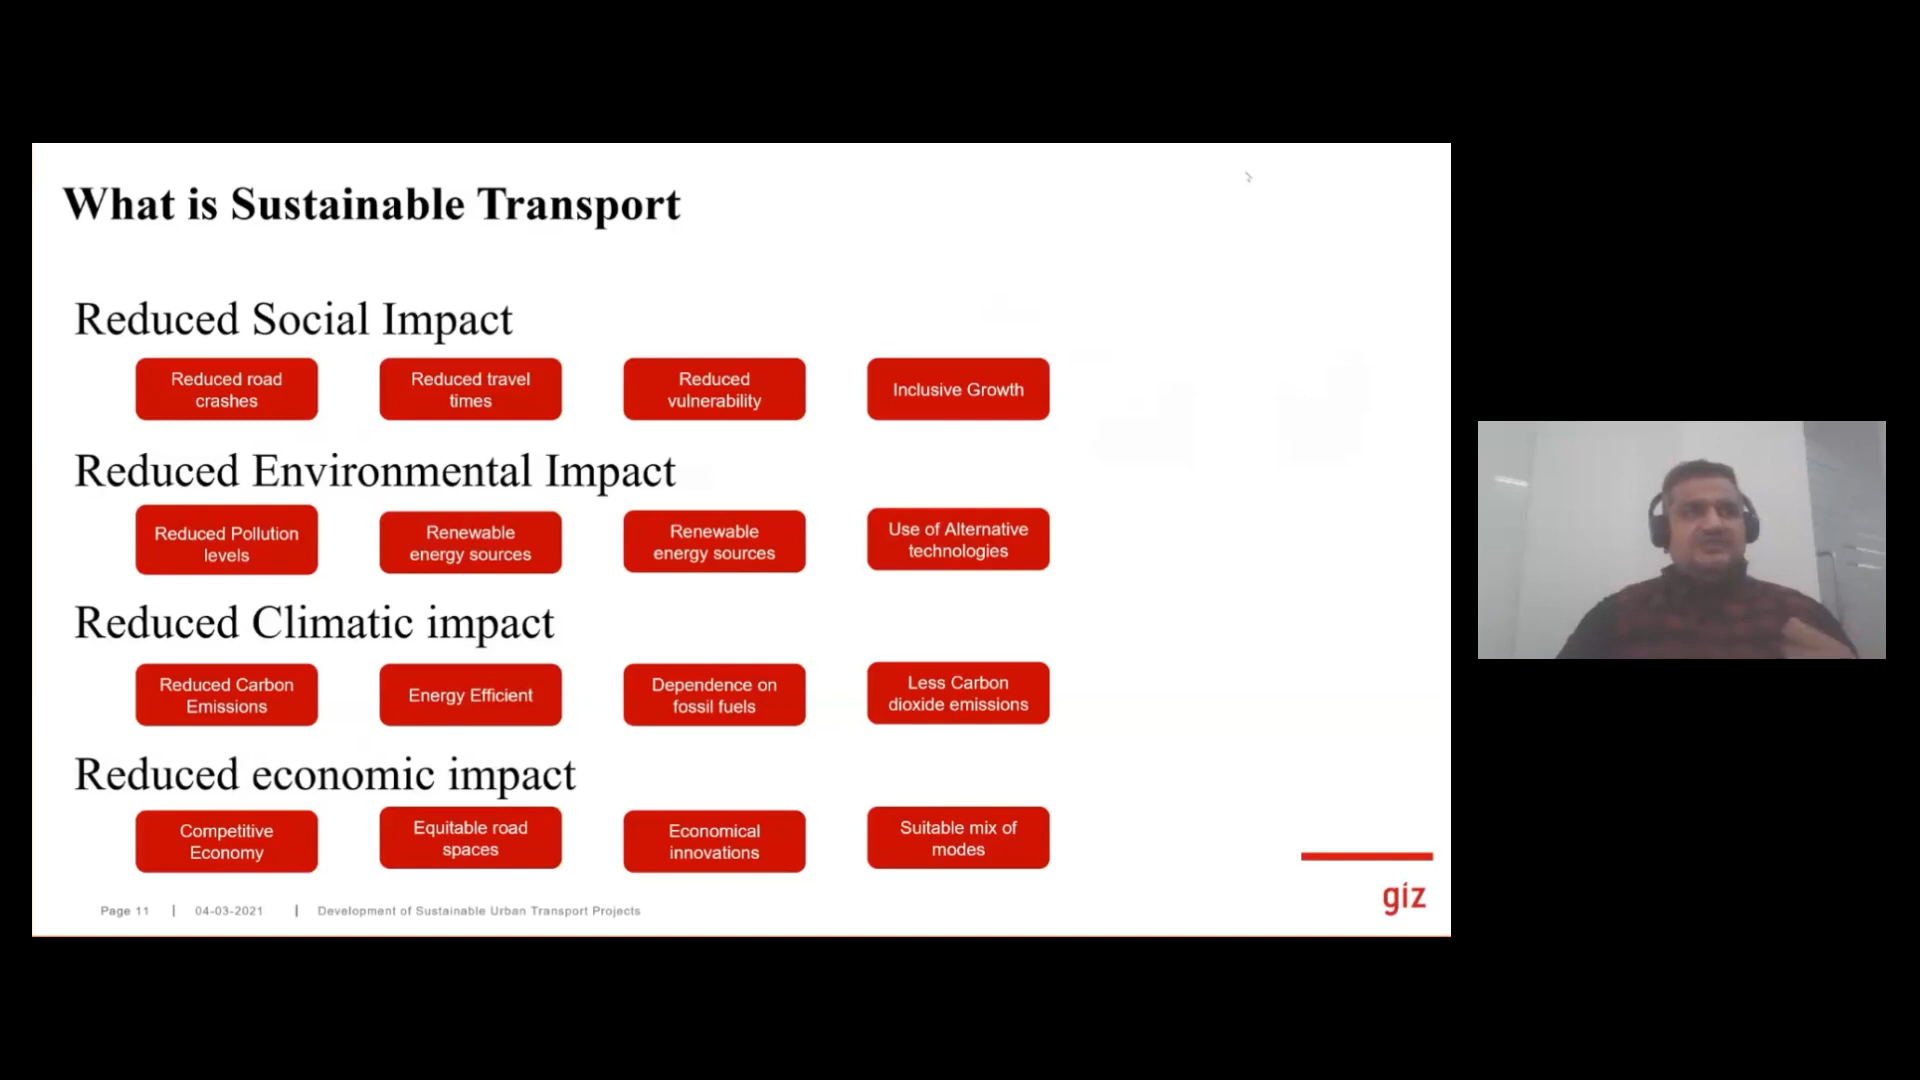 What is Sustainable Transport
Reduced Social Impact
Reduced road
crashes
Reduced travel
times
Reduced
vulnerability
Inclusive Growth
Reduced Environmental Impact
Reduced Pollution
levels
Renewable
energy sources
Renewable
energy sources
Use of Alternative
technologies
Reduced Climatic impact
Reduced Carbon
Emissions
Energy Efficient
Dependence on
fossil fuels
Less Carbon
dioxide emissions
Reduced economic impact
Competitive
Economy
Equitable road
spaces
Economical
innovations
Suitable mix of
modes
Page 11 | 04-03-2021 | Development of Sustainable Urban Transport Projects
giz